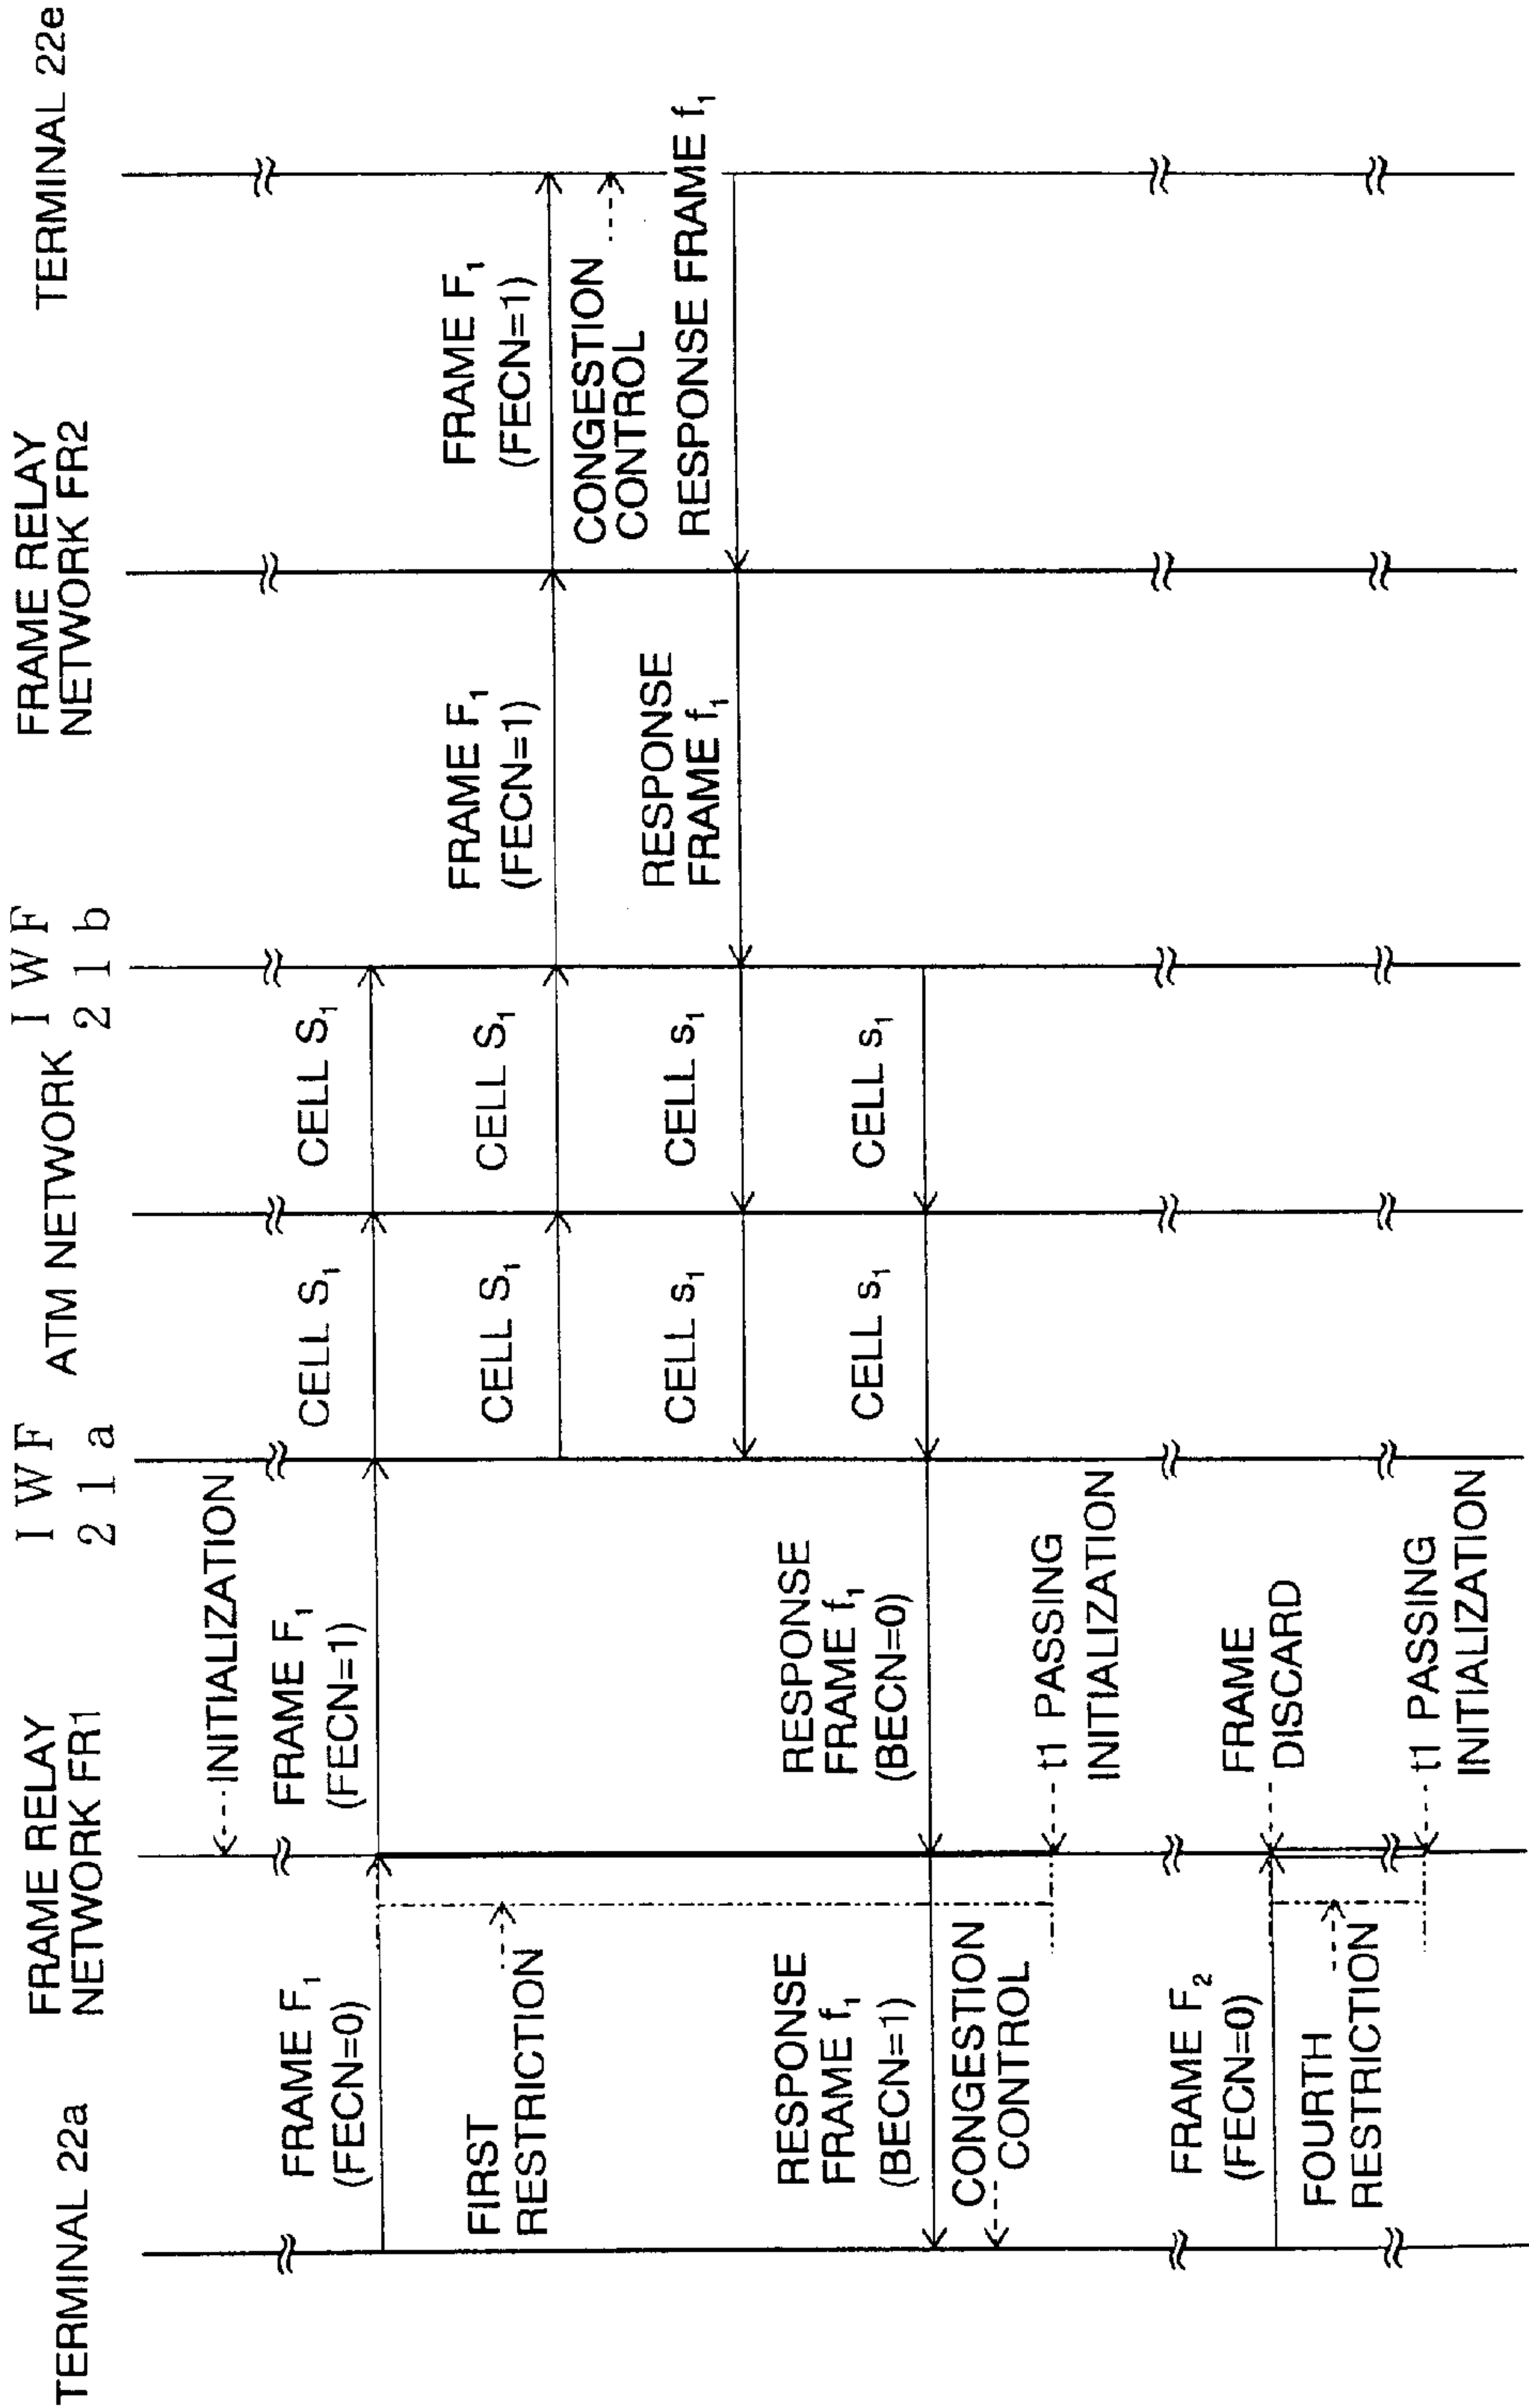 TERMINAL 22a
FRAME RELAY
NETWORK FR1
I W F
2 1 a
ATM NETWORK
I W F
2 1 b
FRAME RELAY
NETWORK FR2
TERMINAL 22e
INITIALIZATION
FRAME F₁
(FECN=0)
FRAME F₁
(FECN=1)
CELL S₁
CELL S₁
FIRST
RESTRICTION
CELL S₁
CELL S₁
FRAME F₁
(FECN=1)
FRAME F₁
(FECN=1)
CONGESTION
CONTROL
RESPONSE FRAME f₁
RESPONSE
FRAME f₁
CELL s₁
CELL s₁
CELL s₁
CELL s₁
RESPONSE
FRAME f₁
(BECN=0)
RESPONSE
FRAME f₁
(BECN=1)
CONGESTION
CONTROL
t1 PASSING
INITIALIZATION
FRAME F₂
(FECN=0)
FRAME
DISCARD
FOURTH
RESTRICTION
t1 PASSING
INITIALIZATION